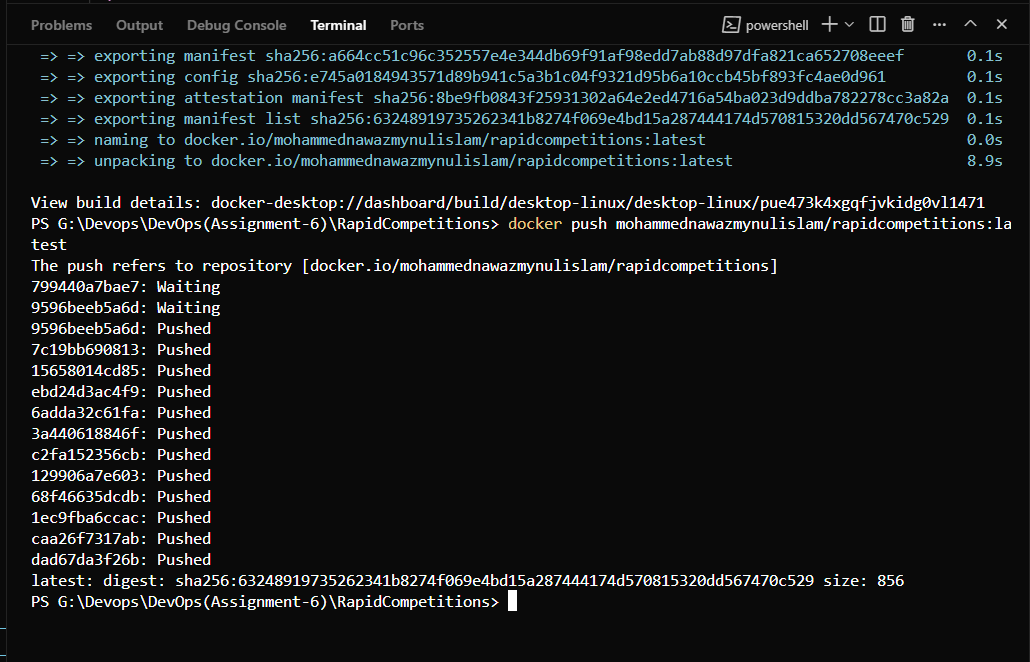 Problems Output Debug Console Terminal Ports powershell
=> => exporting manifest sha256:a664cc51c96c352557e4e344db69f91af98edd7ab88d97dfa821ca652708eeef 0.1s
=> => exporting config sha256:e745a0184943571d89b941c5a3b1c04f9321d95b6a10ccb45bf893fc4ae0d961 0.1s
=> => exporting attestation manifest sha256:8be9fb0843f25931302a64e2ed4716a54ba023d9ddba782278cc3a82a 0.1s
=> => exporting manifest list sha256:63248919735262341b8274f069e4bd15a287444174d570815320dd567470c529 0.1s
=> => naming to docker.io/mohammednawazmynulislam/rapidcompetitions:latest 0.0s
=> => unpacking to docker.io/mohammednawazmynulislam/rapidcompetitions:latest 8.9s
View build details: docker-desktop://dashboard/build/desktop-linux/desktop-linux/pue473k4xgqfjvkidg0vl1471
PS G:\Devops\DevOps(Assignment-6)\RapidCompetitions> docker push mohammednawazmynulislam/rapidcompetitions:la
test
The push refers to repository [docker.io/mohammednawazmynulislam/rapidcompetitions]
799440a7bae7: Waiting
9596beeb5a6d: Waiting
9596beeb5a6d: Pushed
7c19bb690813: Pushed
15658014cd85: Pushed
ebd24d3ac4f9: Pushed
6adda32c61fa: Pushed
3a440618846f: Pushed
c2fa152356cb: Pushed
129906a7e603: Pushed
68f46635dcdb: Pushed
1ec9fba6ccac: Pushed
caa26f7317ab: Pushed
dad67da3f26b: Pushed
latest: digest: sha256:63248919735262341b8274f069e4bd15a287444174d570815320dd567470c529 size: 856
PS G:\Devops\DevOps(Assignment-6)\RapidCompetitions>